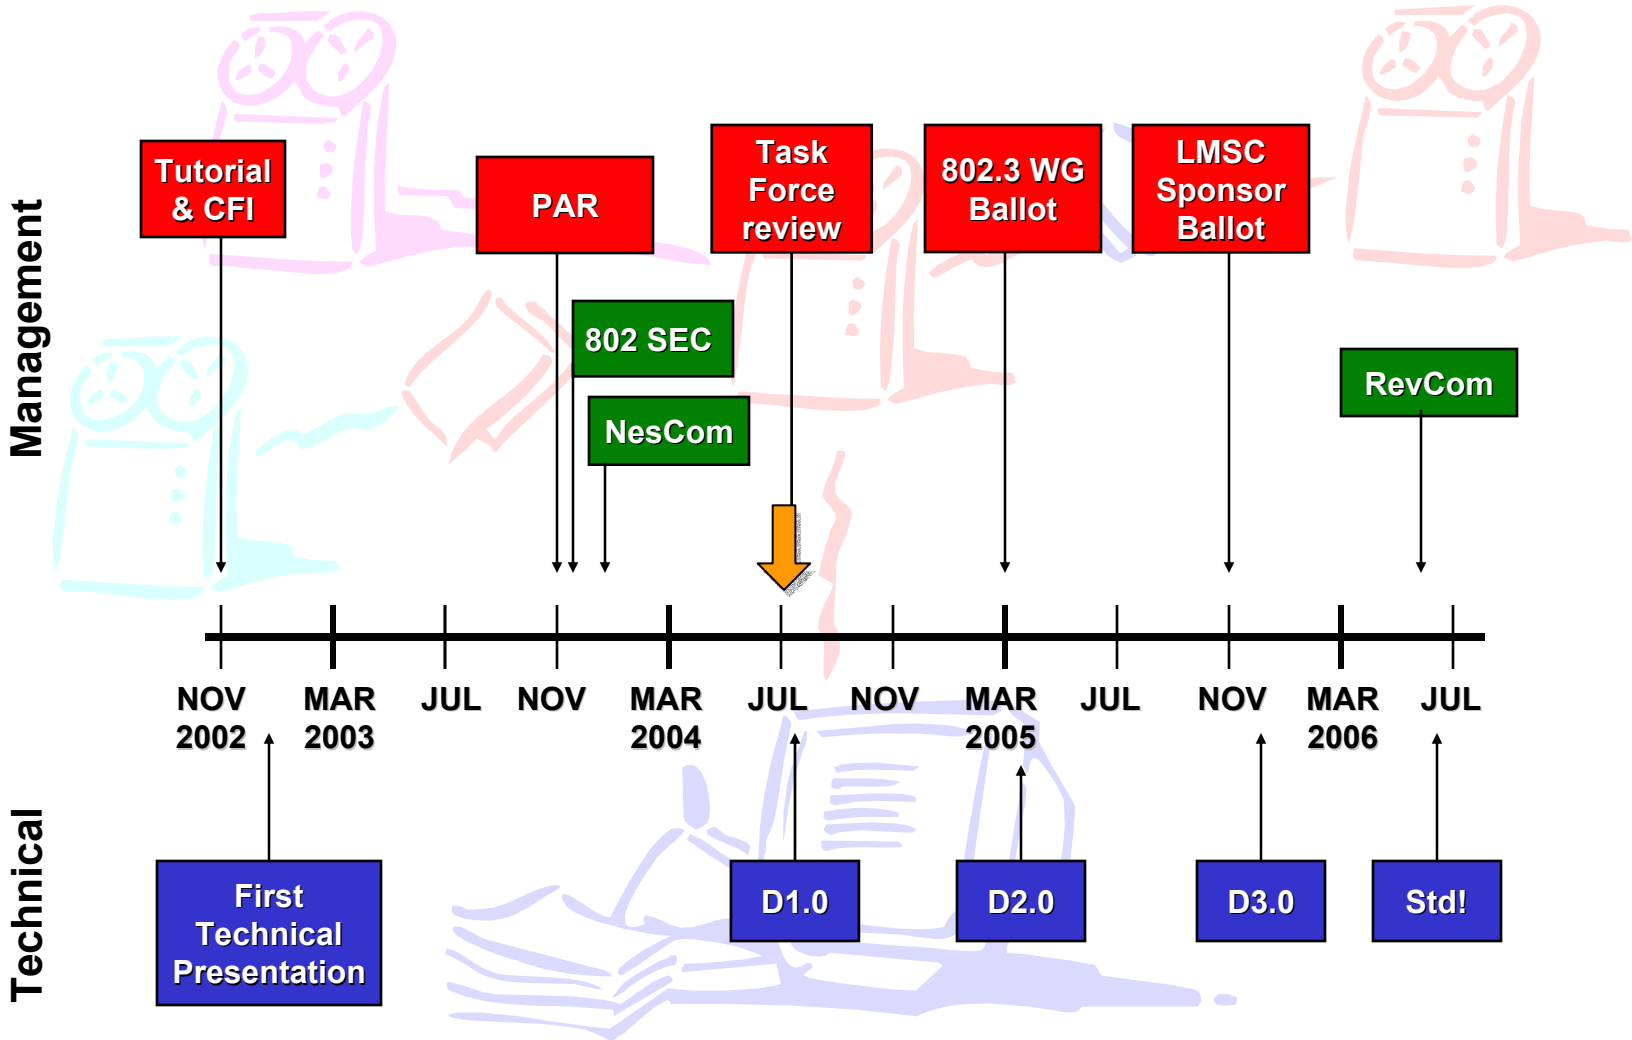 Management
Tutorial
& CFI
PAR
Task
Force
review
802.3 WG
Ballot
LMSC
Sponsor
Ballot
802 SEC
NesCom
RevCom
NOV
2002
MAR
2003
JUL
NOV
MAR
2004
JUL
NOV
MAR
2005
JUL
NOV
MAR
2006
JUL
Technical
First
Technical
Presentation
D1.0
D2.0
D3.0
Std!